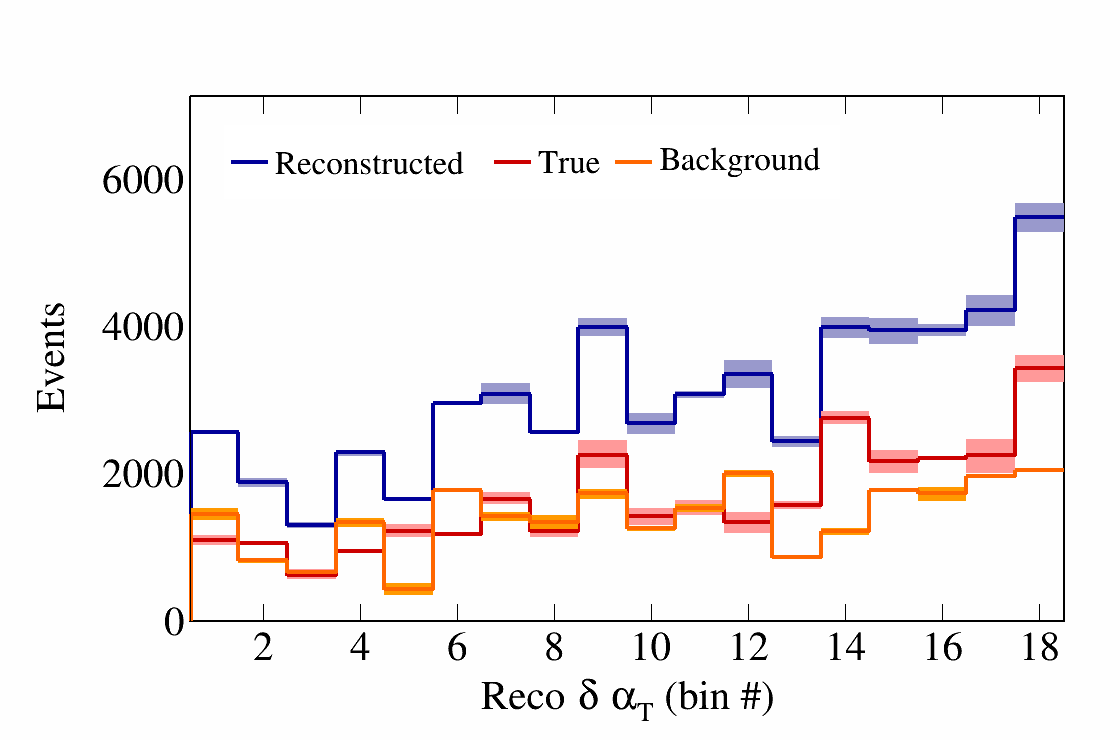 Reconstructed True Background
6000
4000
2000
0
Events
2 4 6 8 10 12 14 16 18
Reco δ α_T (bin #)